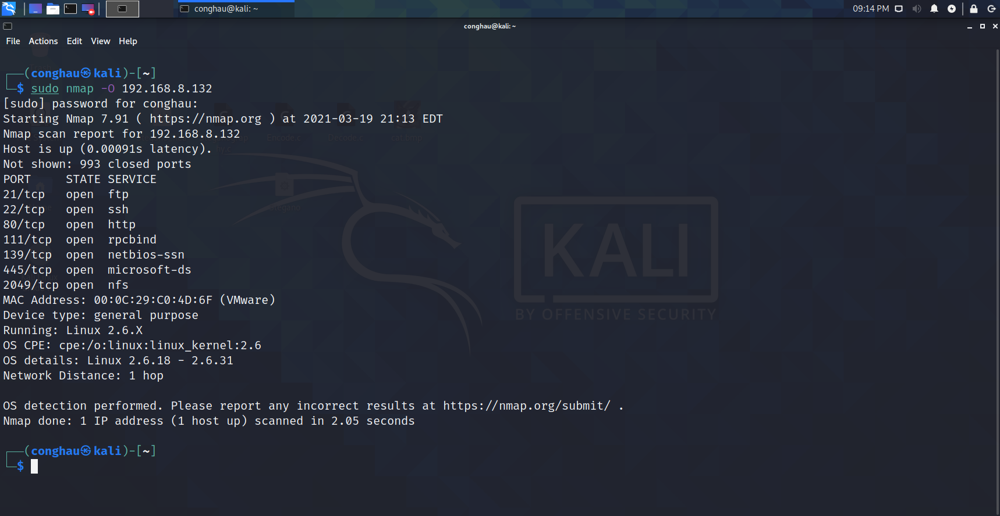 conghau@kali: ~
09:14 PM
conghau@kali: ~
File Actions Edit View Help
(conghau㉿kali)-[~]
$ sudo nmap -O 192.168.8.132
[sudo] password for conghau:
Starting Nmap 7.91 ( https://nmap.org ) at 2021-03-19 21:13 EDT
Nmap scan report for 192.168.8.132
Host is up (0.00091s latency).
Not shown: 993 closed ports
PORT     STATE SERVICE
21/tcp   open  ftp
22/tcp   open  ssh
80/tcp   open  http
111/tcp  open  rpcbind
139/tcp  open  netbios-ssn
445/tcp  open  microsoft-ds
2049/tcp open  nfs
MAC Address: 00:0C:29:C0:4D:6F (VMware)
Device type: general purpose
Running: Linux 2.6.X
OS CPE: cpe:/o:linux:linux_kernel:2.6
OS details: Linux 2.6.18 - 2.6.31
Network Distance: 1 hop
OS detection performed. Please report any incorrect results at https://nmap.org/submit/ .
Nmap done: 1 IP address (1 host up) scanned in 2.05 seconds
(conghau㉿kali)-[~]
$
Encode.c
Decode.c
cat.bmp
KALI
BY OFFENSIVE SECURITY